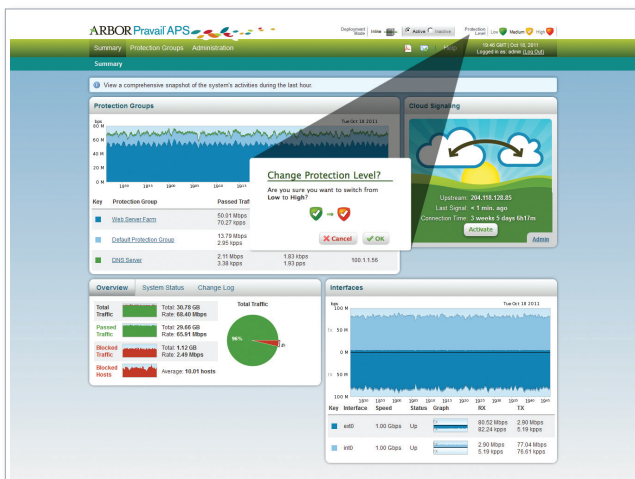 ARBOR Pravail APS
Deployment Mode Inline Active Inactive Protection Level Low Medium High
Summary Protection Groups Administration Help 19:46 GMT | Oct 18, 2011
Logged in as: admin (Log Out)
Summary
View a comprehensive snapshot of the system's activities during the last hour.
Protection Groups Cloud Signaling
bps Tue Oct 18 2011
80 M
60 M
40 M
20 M
0 M
Key Protection Group Passed Traf
Web Server Farm 50.01 Mbps
70.27 kpps
Default Protection Group 13.79 Mbps
2.95 kpps
DNS Server 2.11 Mbps 1.83 kbps 100.1.1.56
3.38 kpps 1.93 pps
Change Protection Level?
Are you sure you want to switch from
Low to High?
Cancel OK
Upstream: 204.118.128.85
Last Signal: < 1 min. ago
Connection Time: 3 weeks 5 days 6h17m
Activate
Admin
Overview System Status Change Log
Total Traffic Total: 30.78 GB
Rate: 68.40 Mbps
Passed Traffic Total: 29.66 GB
Rate: 65.91 Mbps
Blocked Traffic Total: 1.12 GB
Rate: 2.49 Mbps
Blocked Hosts Average: 10.01 hosts
Total Traffic
96%
Interfaces
bps Tue Oct 18 2011
100 M
50 M
0 M
50 M
100 M
Key Interface Speed Status Graph RX TX
ext0 1.00 Gbps Up 80.52 Mbps 2.90 Mbps
82.24 kpps 5.19 kpps
int0 1.00 Gbps Up 2.90 Mbps 77.04 Mbps
5.19 kpps 76.61 kpps